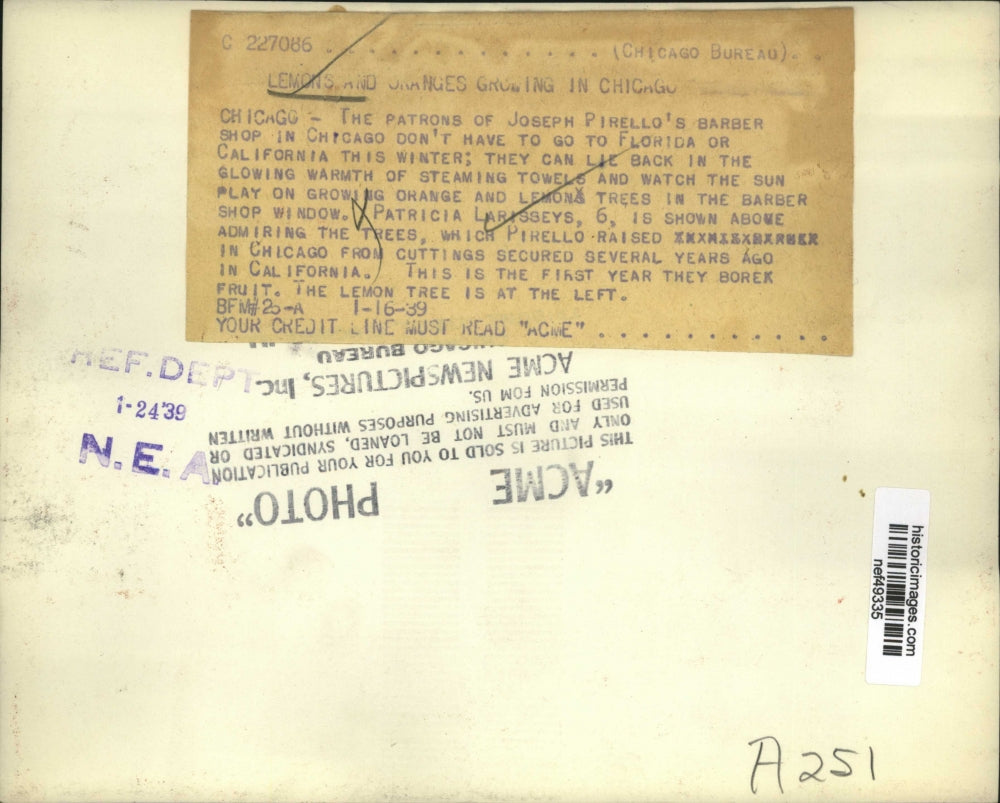 C 227086 . . . . . . . . . . . . . . (CHICAGO BUREAU). .
LEMONS AND ORANGES GROWING IN CHICAGO
CHICAGO - THE PATRONS OF JOSEPH PIRELLO'S BARBER
SHOP IN CHICAGO DON'T HAVE TO GO TO FLORIDA OR
CALIFORNIA THIS WINTER; THEY CAN LIE BACK IN THE
GLOWING WARMTH OF STEAMING TOWELS AND WATCH THE SUN
PLAY ON GROWING ORANGE AND LEMON TREES IN THE BARBER
SHOP WINDOW. PATRICIA LARISSEYS, 6, IS SHOWN ABOVE
ADMIRING THE TREES, WHICH PIRELLO RAISED
IN CHICAGO FROM CUTTINGS SECURED SEVERAL YEARS AGO
IN CALIFORNIA. THIS IS THE FIRST YEAR THEY BOREK
FRUIT. THE LEMON TREE IS AT THE LEFT.
BFM#25-A 1-16-39
YOUR CREDIT LINE MUST READ "ACME" . . . . . . . . . . . .
REF. DEPT.
1-24'39
N. E. A.
"ACME PHOTO"
THIS PICTURE IS SOLD TO YOU FOR YOUR PUBLICATION
ONLY AND MUST NOT BE LOANED, SYNDICATED OR
USED FOR ADVERTISING PURPOSES WITHOUT WRITTEN
PERMISSION FOM US.
ACME NEWSPICTURES, Inc.
CHICAGO BUREAU
historicimages.com
nef49335
A251